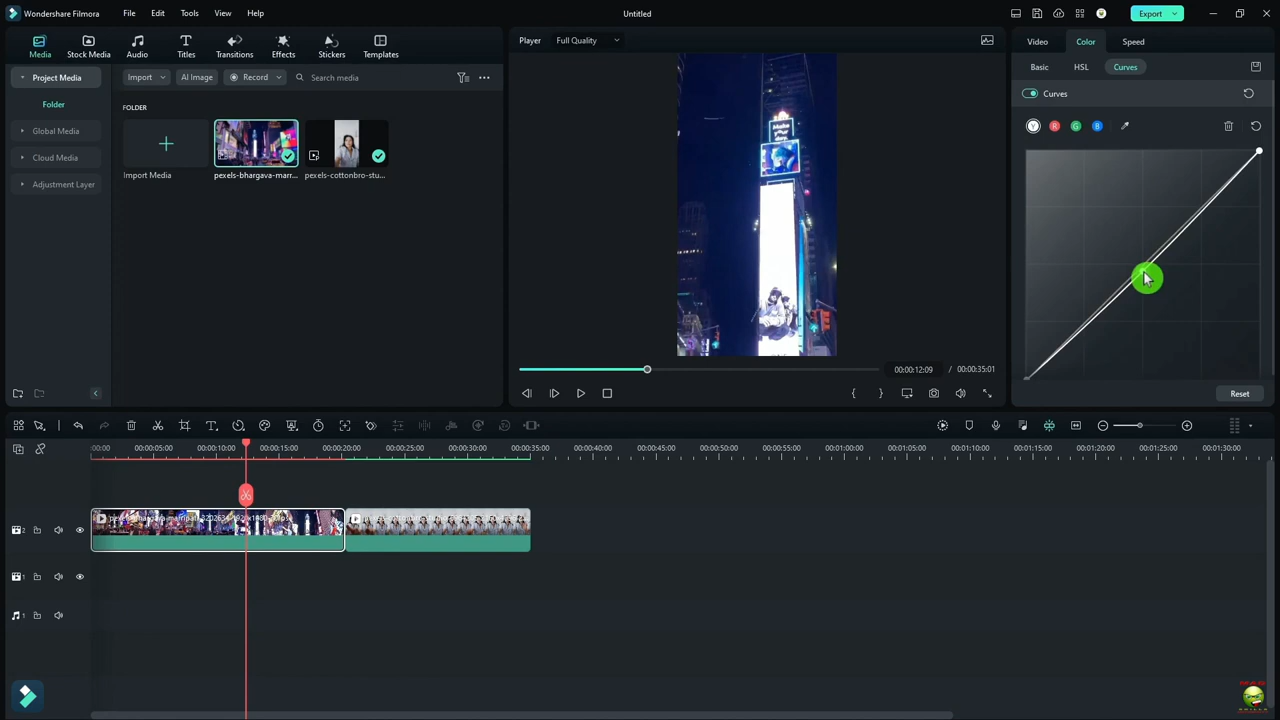 Wondershare Filmora
File
Edit
Tools
View
Help
Untitled
Export
Media
Stock Media
Audio
Titles
Transitions
Effects
Stickers
Templates
Project Media
Folder
Global Media
Cloud Media
Adjustment Layer
Import
AI Image
Record
Search media
FOLDER
Import Media
pexels-bhargava-marr...
pexels-cottonbro-stu...
Player
Full Quality
00:00:12:09
/ 00:00:35:01
Video
Color
Speed
Basic
HSL
Curves
Curves
Y
R
G
B
Reset
:00:00
00:00:05:00
00:00:10:00
00:00:15:00
00:00:20:00
00:00:25:00
00:00:30:00
00:00:35:00
00:00:40:00
00:00:45:00
00:00:50:00
00:00:55:00
00:01:00:00
00:01:05:00
00:01:10:00
00:01:15:00
00:01:20:00
00:01:25:00
00:01:30:00
2
1
1